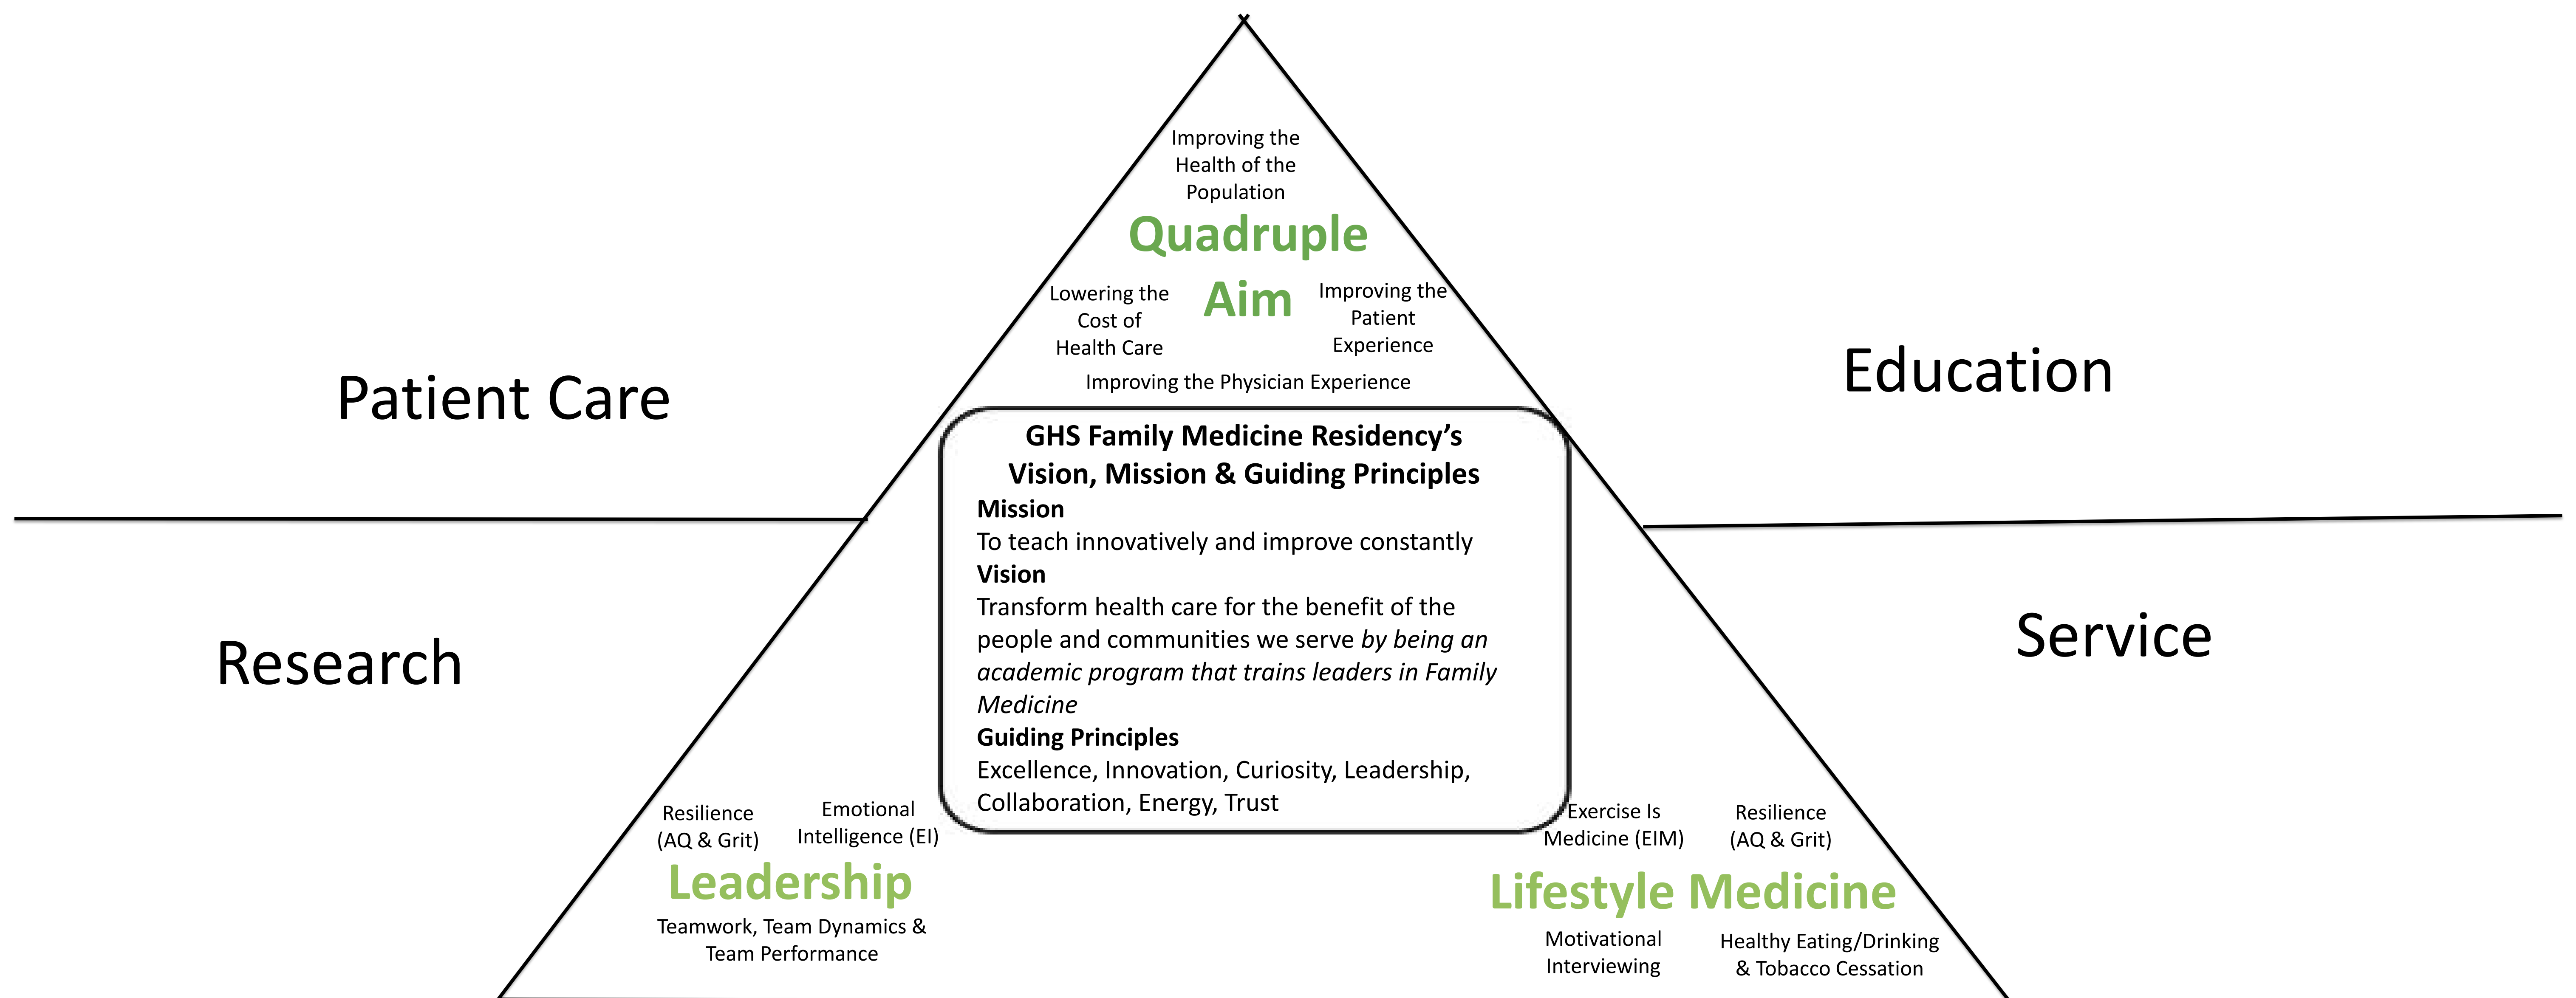 Improving the
Health of the
Population
Quadruple
Aim
Lowering the
Cost of
Health Care
Improving the
Patient
Experience
Improving the Physician Experience
Patient Care
Education
GHS Family Medicine Residency’s
Vision, Mission & Guiding Principles
Mission
To teach innovatively and improve constantly
Vision
Transform health care for the benefit of the
people and communities we serve by being an
academic program that trains leaders in Family
Medicine
Guiding Principles
Excellence, Innovation, Curiosity, Leadership,
Collaboration, Energy, Trust
Research
Service
Resilience
(AQ & Grit)
Emotional
Intelligence (EI)
Leadership
Teamwork, Team Dynamics &
Team Performance
Exercise Is
Medicine (EIM)
Resilience
(AQ & Grit)
Lifestyle Medicine
Motivational
Interviewing
Healthy Eating/Drinking
& Tobacco Cessation